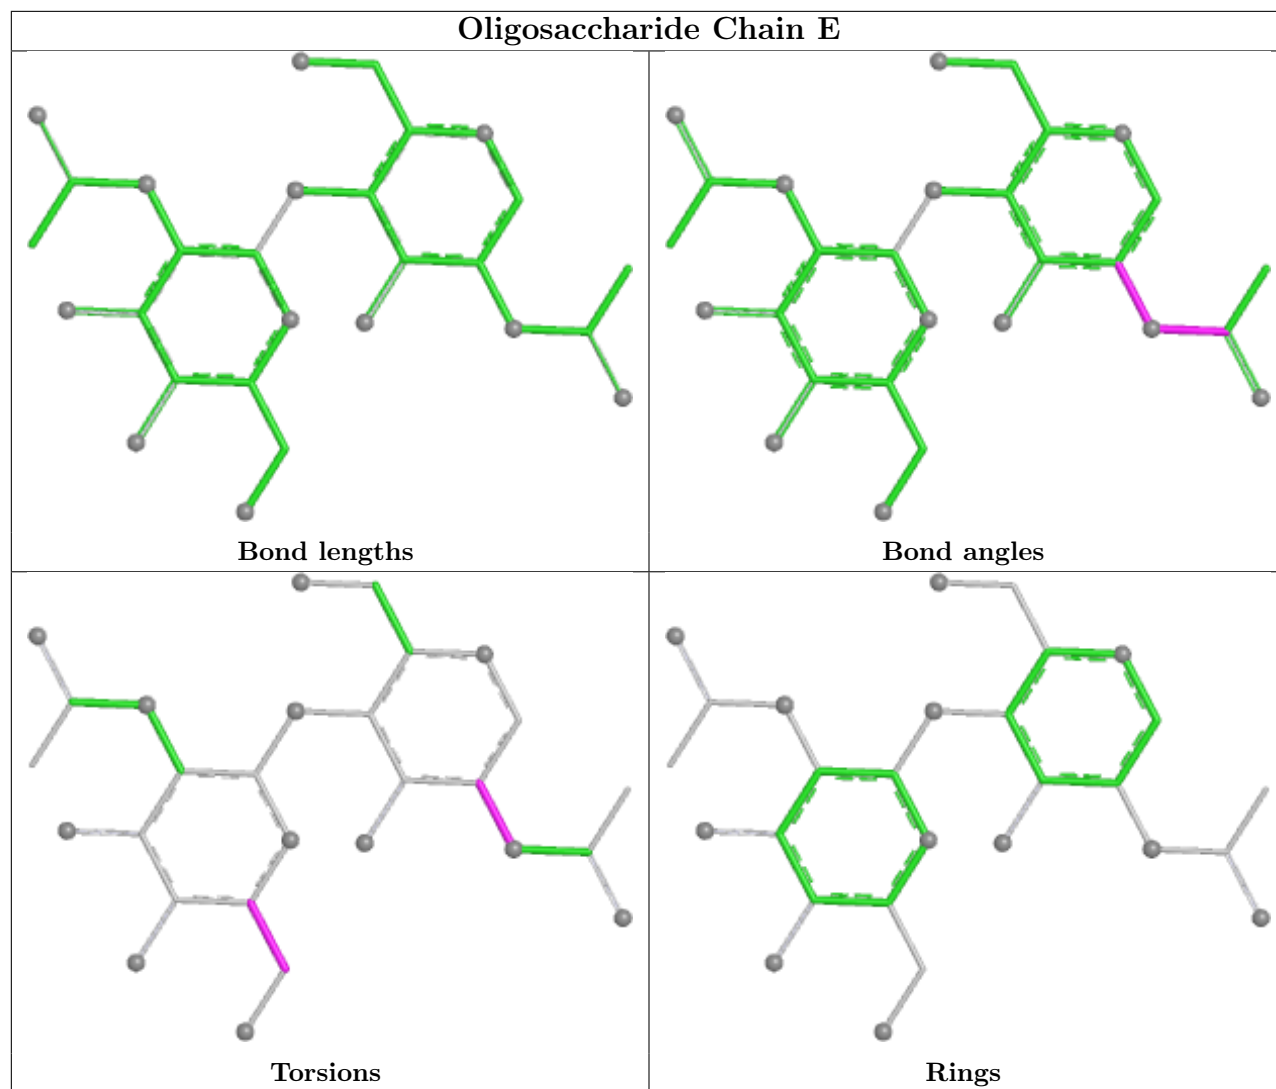 Oligosaccharide Chain E
Bond lengths
Bond angles
Torsions
Rings